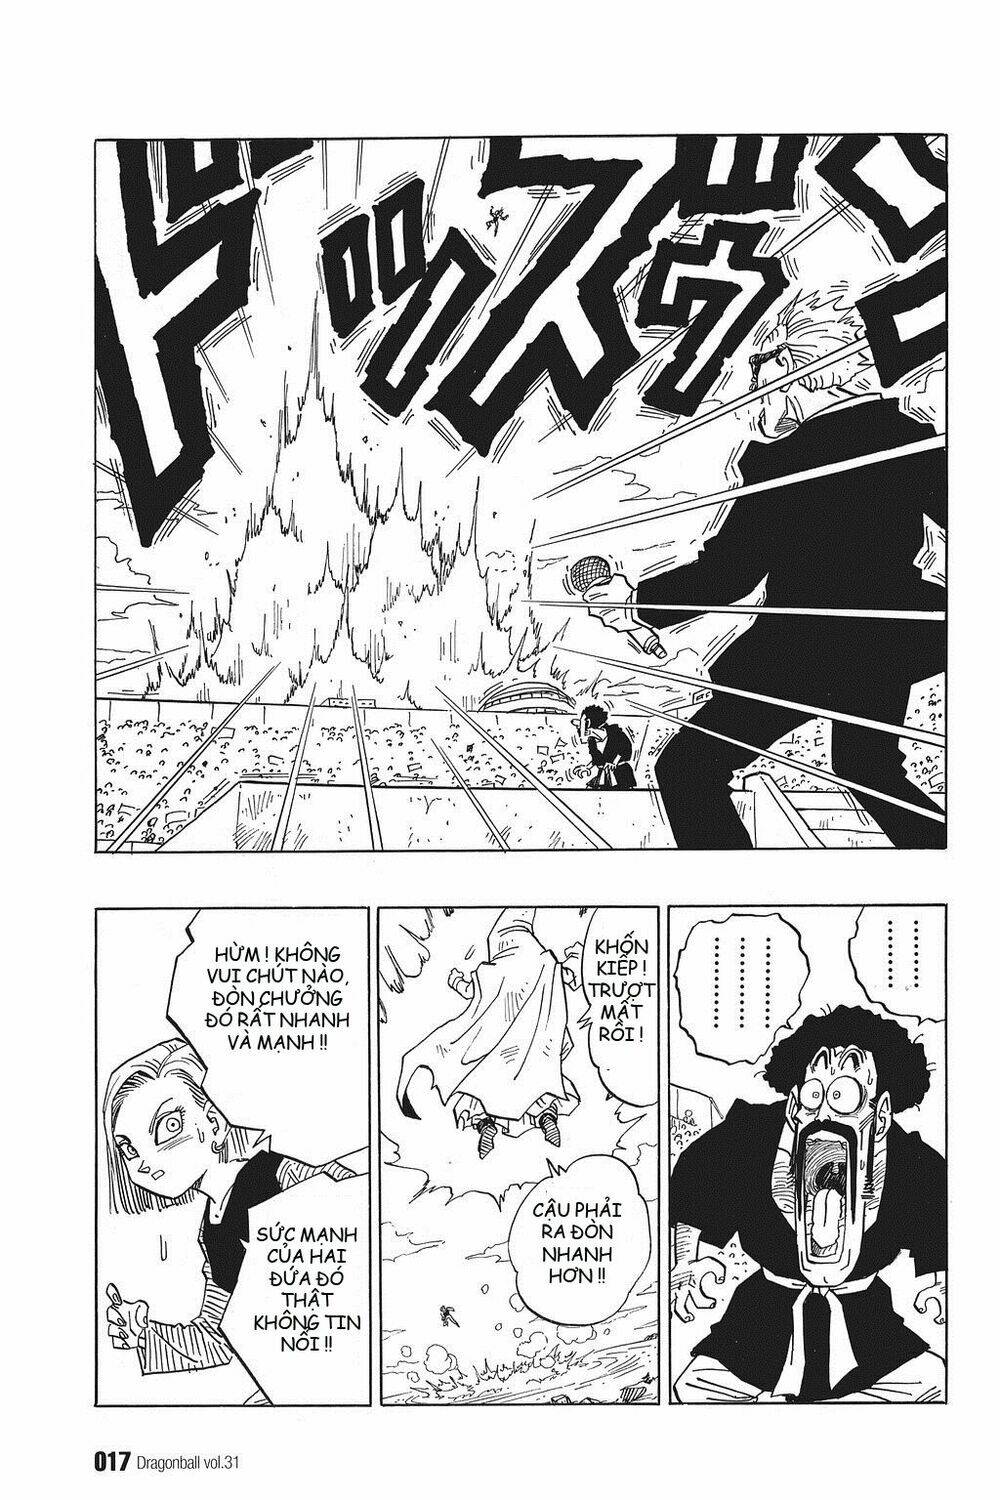 ………
………
………
………
………
KHỐN
KIẾP !
TRƯỢT
MẤT
RỒI !
CẬU PHẢI
RA ĐÒN
NHANH
HƠN !!
HỪM ! KHÔNG
VUI CHÚT NÀO,
ĐÒN CHƯỞNG
ĐÓ RẤT NHANH
VÀ MẠNH !!
SỨC MẠNH
CỦA HAI
ĐỨA ĐÓ
THẬT
KHÔNG TIN
NỔI !!
017 Dragonball vol.31